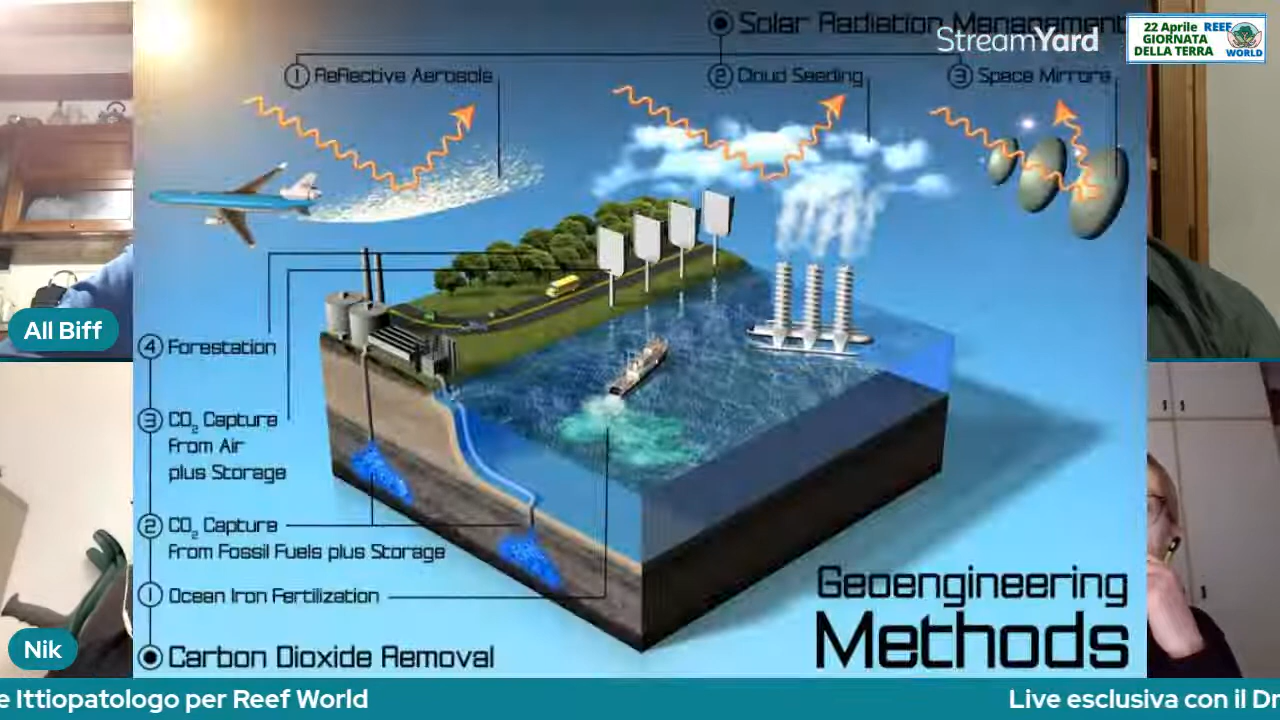 Solar Radiation Management
StreamYard
22 Aprile
GIORNATA
DELLA TERRA
REEF
WORLD
1 Reflective Aerosols
2 Cloud Seeding
3 Space Mirrors
All Biff
4 Forestation
3 CO₂ Capture
From Air
plus Storage
2 CO₂ Capture
From Fossil Fuels plus Storage
1 Ocean Iron Fertilization
Carbon Dioxide Removal
Geoengineering
Methods
Nik
e Ittiopatologo per Reef World
Live esclusiva con il Dr